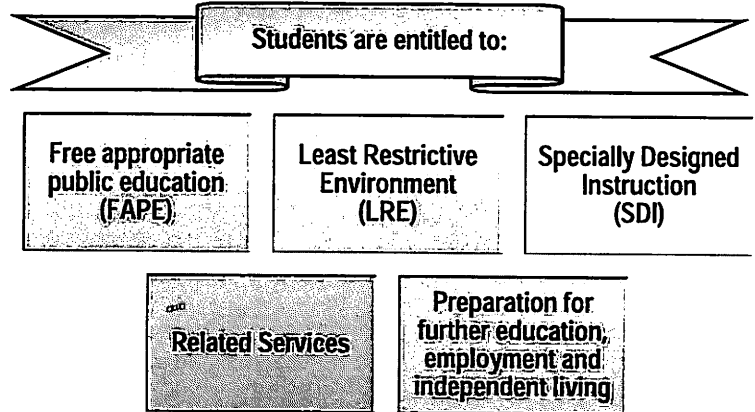 Students are entitled to:
Free appropriate
public education
(FAPE)
Least Restrictive
Environment
(LRE)
Specially Designed
Instruction
(SDI)
Related Services
Preparation for
further education,
employment and
independent living